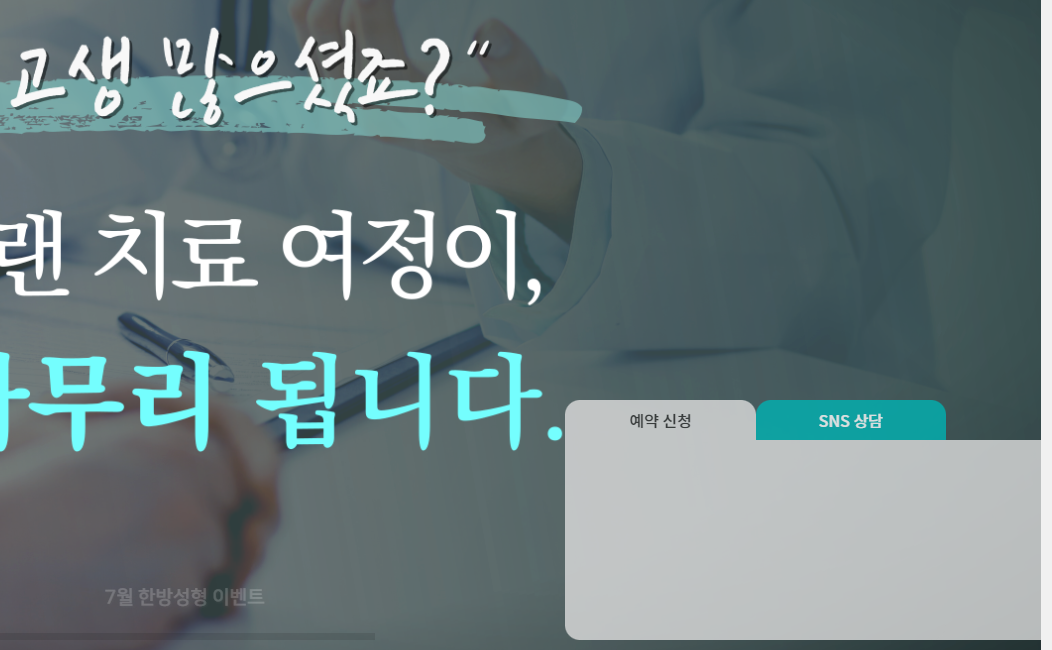 고생 많으셨죠?"
랜 치료 여정이,
무리 됩니다.
예약 신청
SNS 상담
7월 한방성형 이벤트